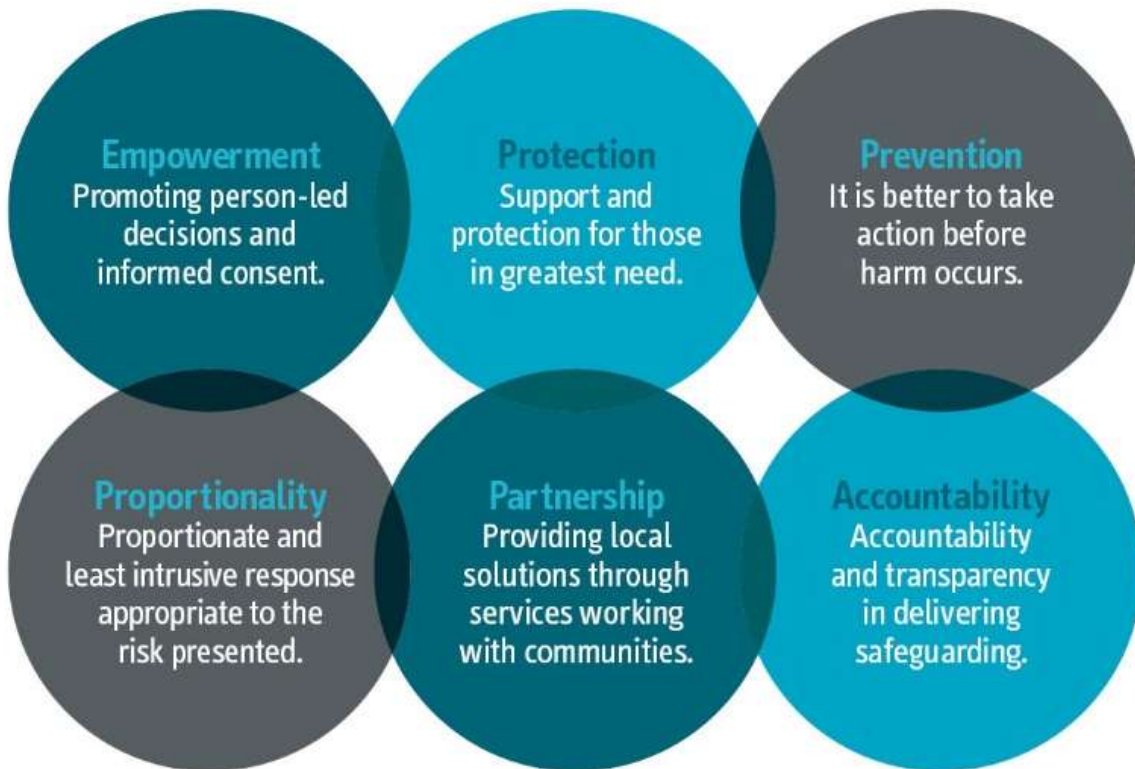 Empowerment
Promoting person-led
decisions and
informed consent.
Protection
Support and
protection for those
in greatest need.
Prevention
It is better to take
action before
harm occurs.
Proportionality
Proportionate and
least intrusive response
appropriate to the
risk presented.
Partnership
Providing local
solutions through
services working
with communities.
Accountability
Accountability
and transparency
in delivering
safeguarding.